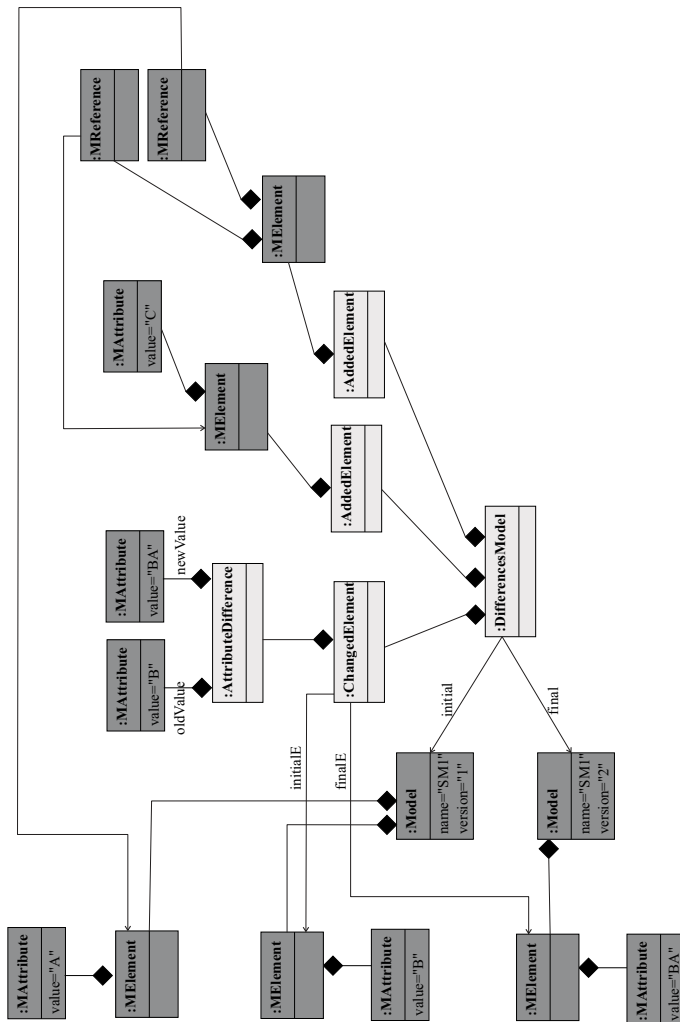 :MReference
:MReference
:MElement
:MAttribute
value="C"
:MElement
:AddedElement
:AddedElement
:MAttribute
value="BA"
newValue
:MAttribute
value="B"
oldValue
:AttributeDifference
:ChangedElement
:DifferencesModel
initial
final
initialE
finalE
:Model
name="SM1"
version="1"
:Model
name="SM1"
version="2"
:MAttribute
value="A"
:MElement
:MElement
:MAttribute
value="B"
:MElement
:MAttribute
value="BA"